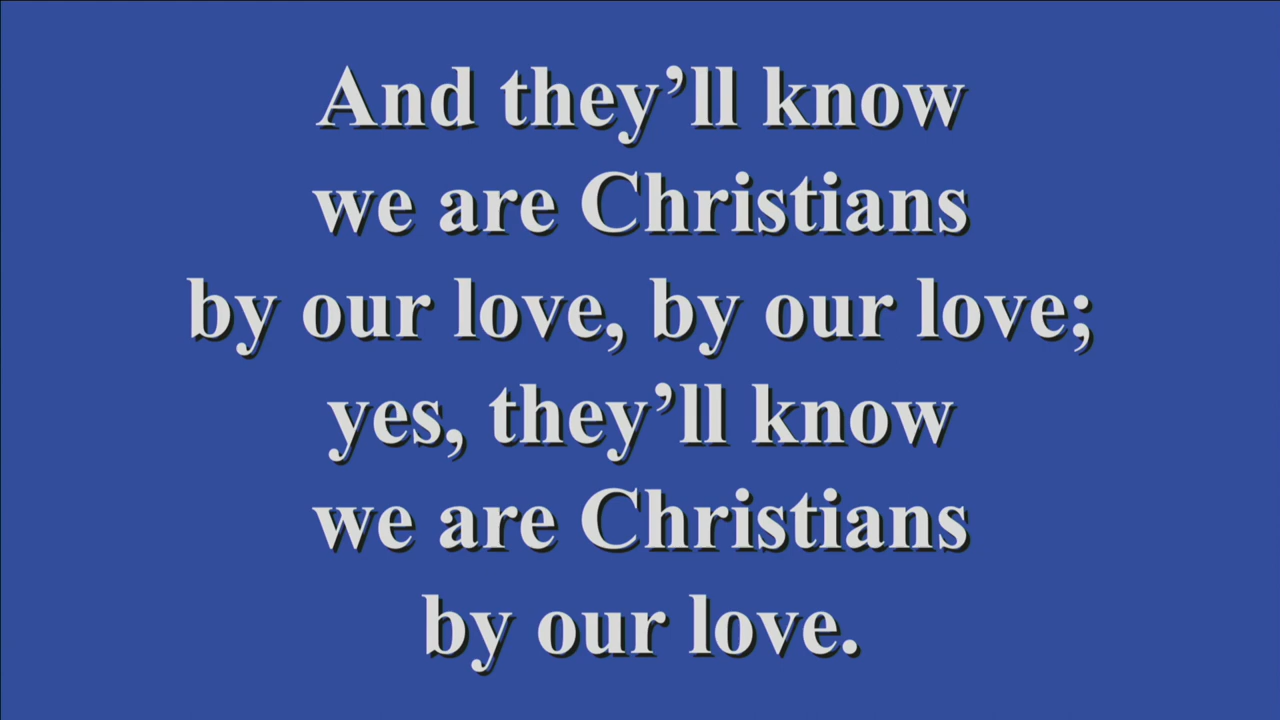 And they’ll know
we are Christians
by our love, by our love;
yes, they’ll know
we are Christians
by our love.